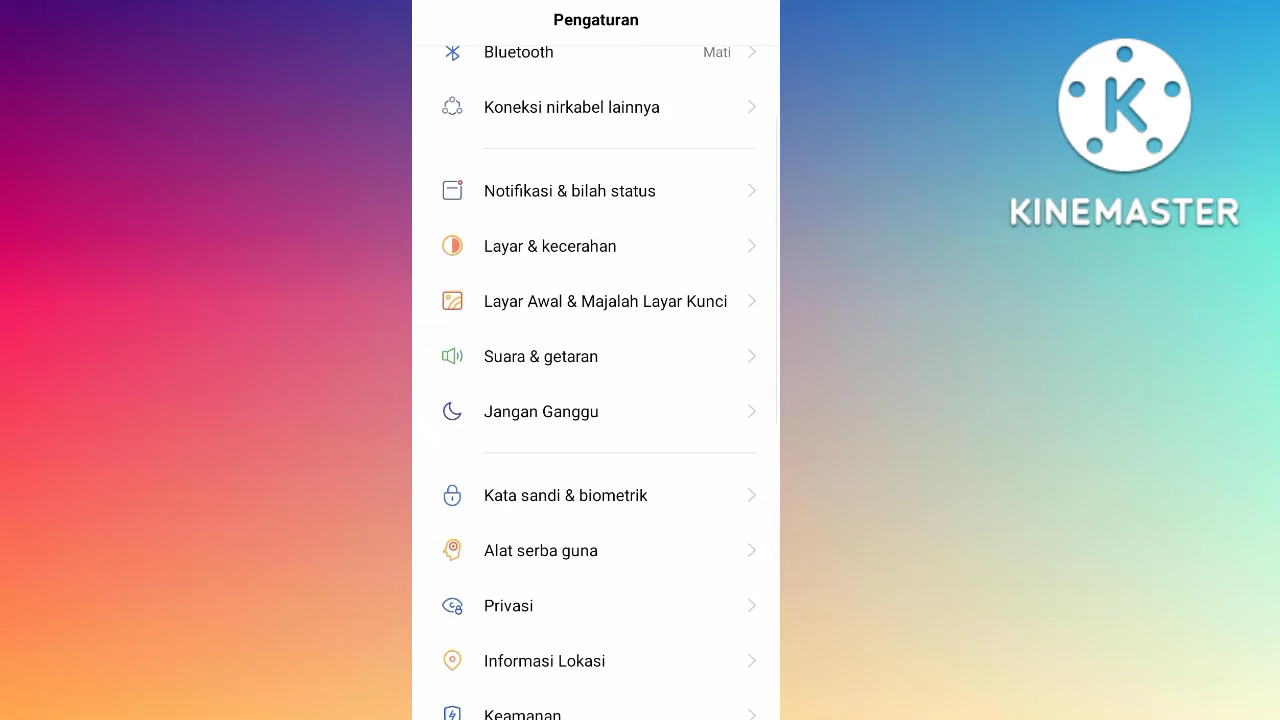 Pengaturan
Bluetooth Mati
Koneksi nirkabel lainnya
Notifikasi & bilah status
Layar & kecerahan
Layar Awal & Majalah Layar Kunci
Suara & getaran
Jangan Ganggu
Kata sandi & biometrik
Alat serba guna
Privasi
Informasi Lokasi
Keamanan
K
KINEMASTER